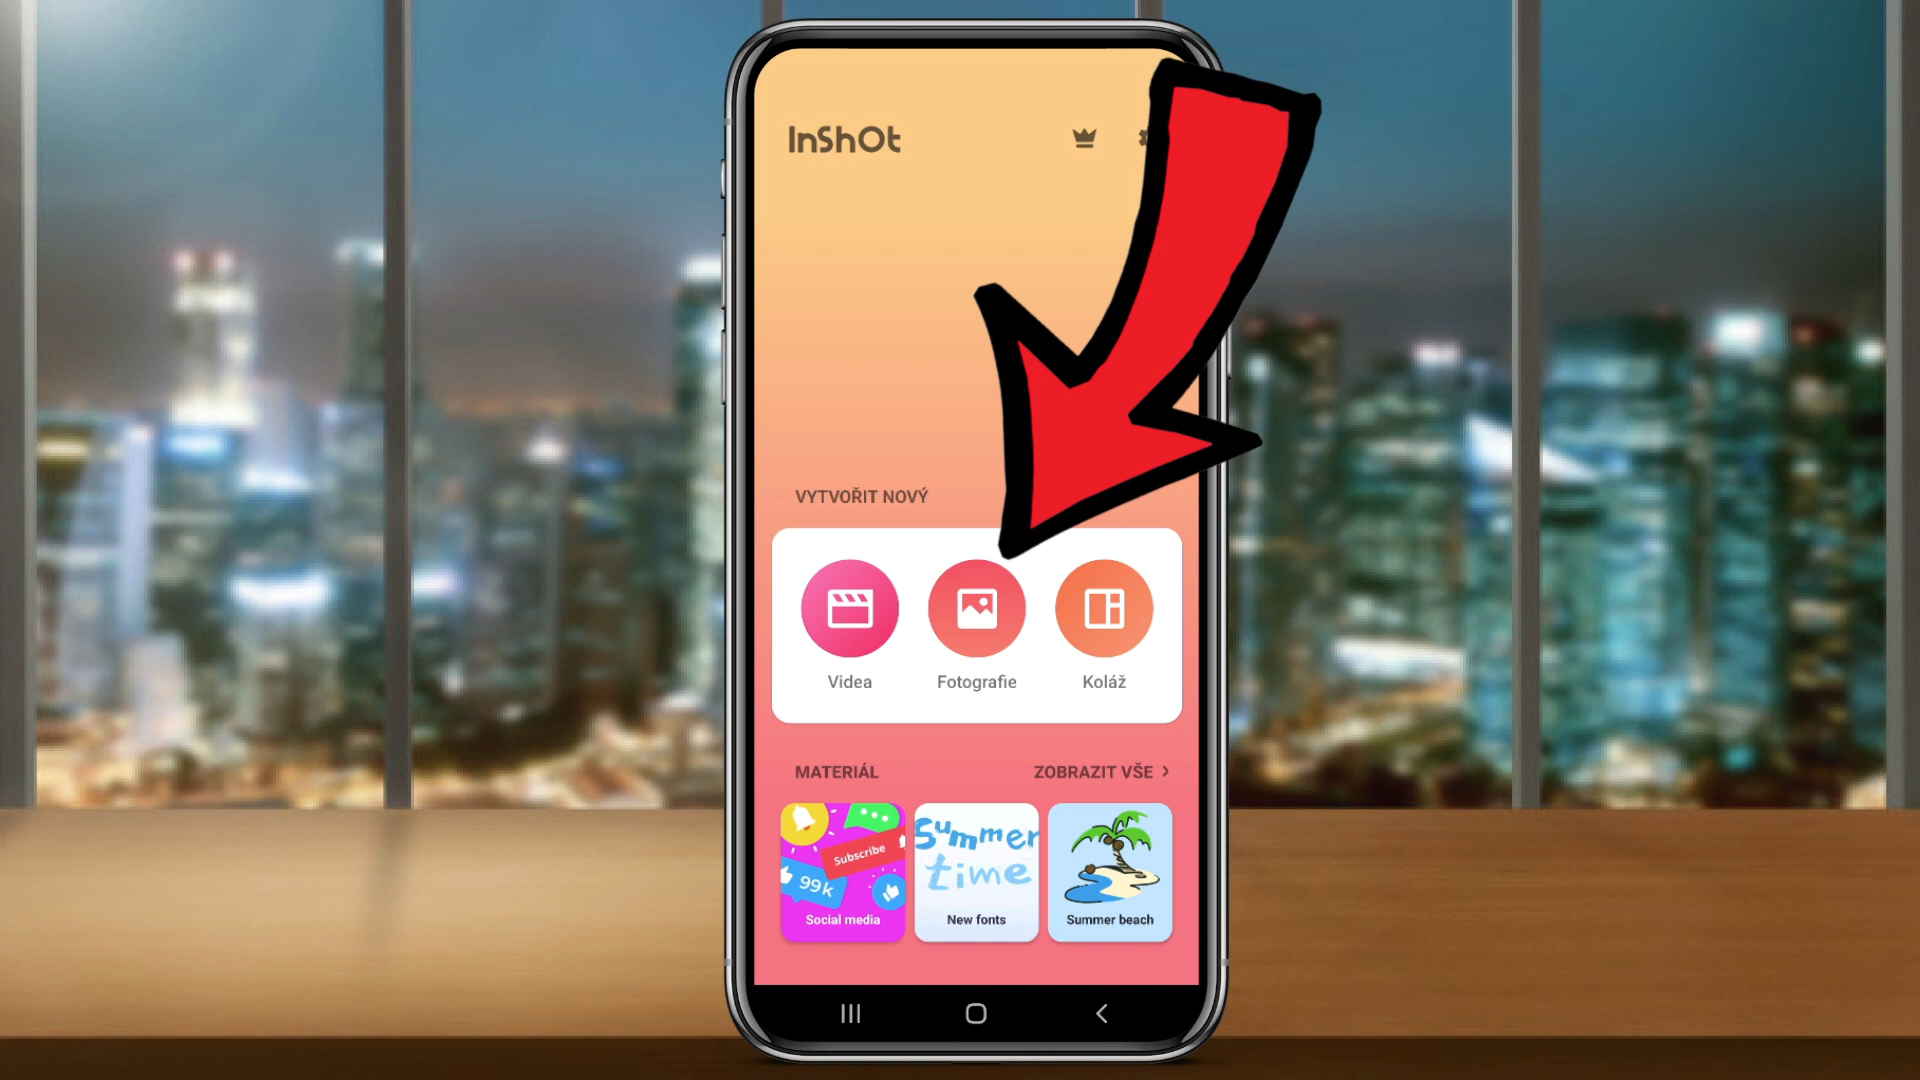 InShOt
VYTVOŘIT NOVÝ
Videa
Fotografie
Koláž
MATERIÁL
ZOBRAZIT VŠE >
Subscribe
99k
Social media
Summer
time
New fonts
Summer beach